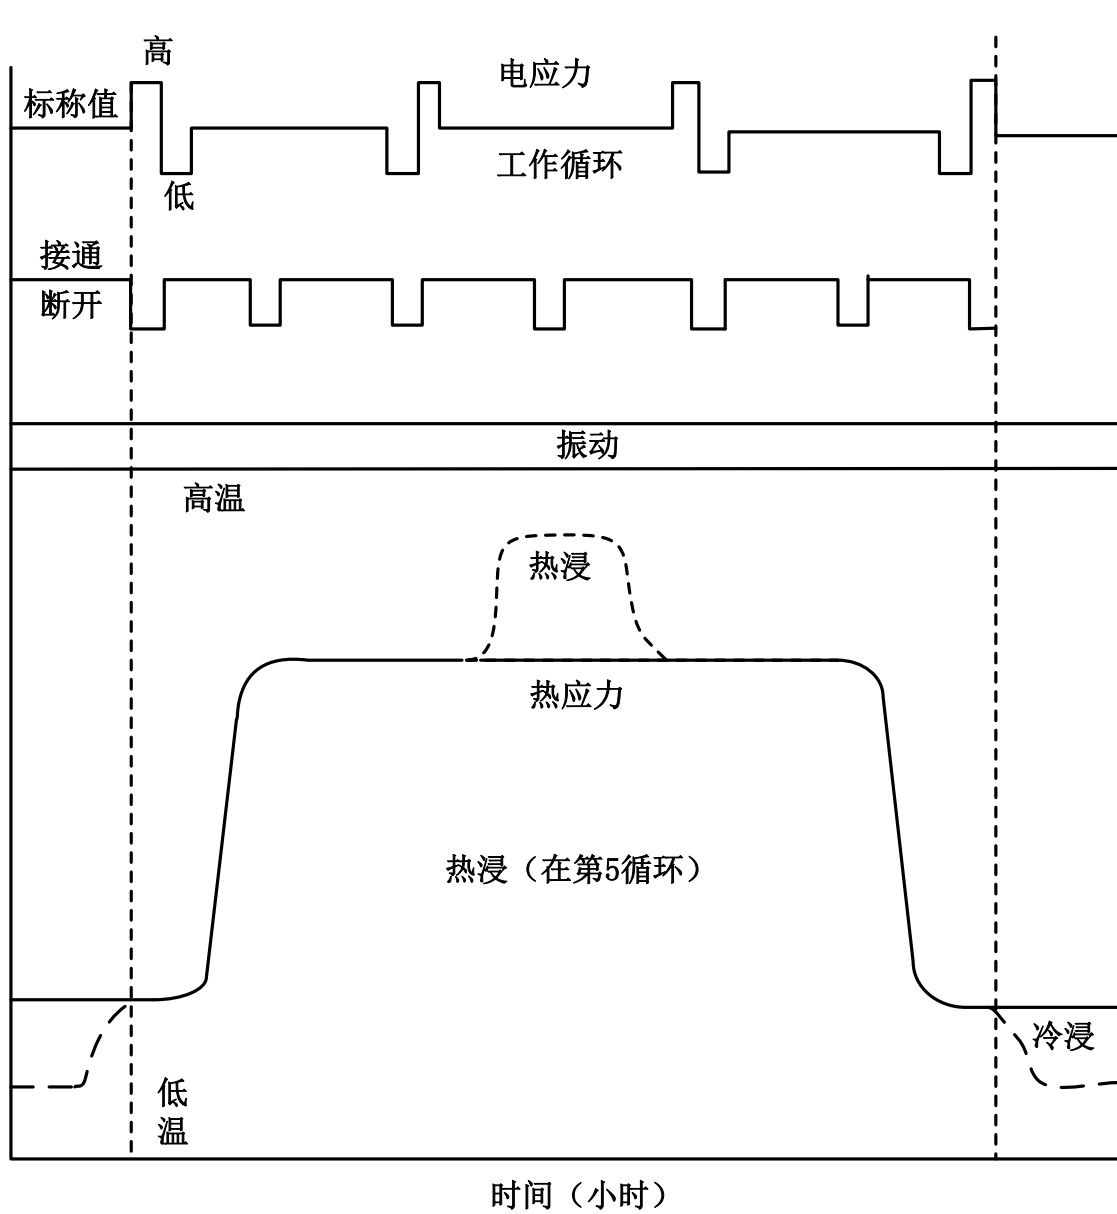 高
标称值
电应力
工作循环
低
接通
断开
振动
高温
热浸
热应力
热浸（在第5循环）
冷浸
低
温
时间（小时）